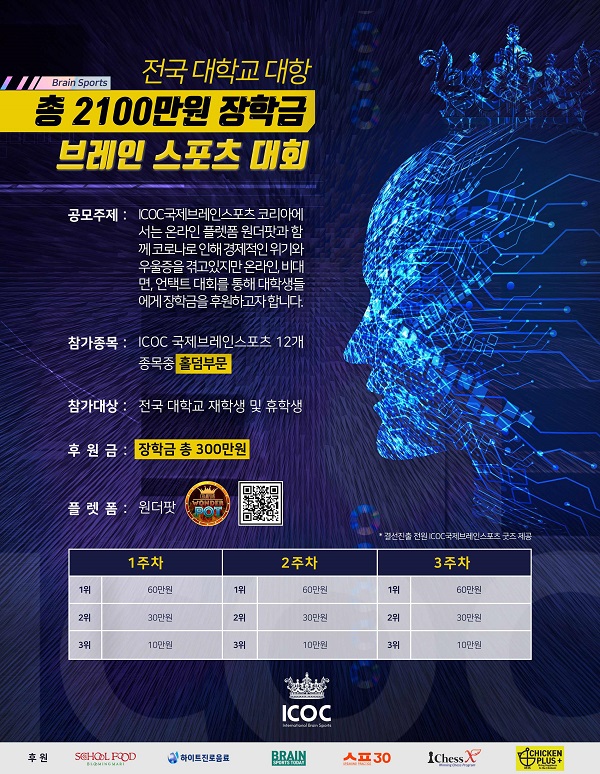 Brain Sports
전국 대학교 대항
총 2100만원 장학금
브레인 스포츠 대회
공모주제 : ICOC국제브레인스포츠 코리아에
서는 온라인 플렛폼 원더팟과 함
께 코로나로 인해 경제적인 위기와
우울증을 겪고있지만 온라인, 비대
면, 언택트 대회를 통해 대학생들
에게 장학금을 후원하고자 합니다.
참가종목 : ICOC 국제브레인스포츠 12개
종목중 홀덤부문
참가대상 : 전국 대학교 재학생 및 휴학생
후 원 금 : 장학금 총 300만원
플 렛 폼 : 원더팟 WONDER POT
* 결선진출 전원 ICOC국제브레인스포츠 굿즈 제공
1주차 2주차 3주차
1위 60만원 1위 60만원 1위 60만원
2위 30만원 2위 30만원 2위 30만원
3위 10만원 3위 10만원 3위 10만원
ICOC
International Brain Sports
후 원 SCHOOL FOOD 하이트진로음료 BRAIN SPORTS TODAY 스포30 iChessX CHICKEN PLUS+